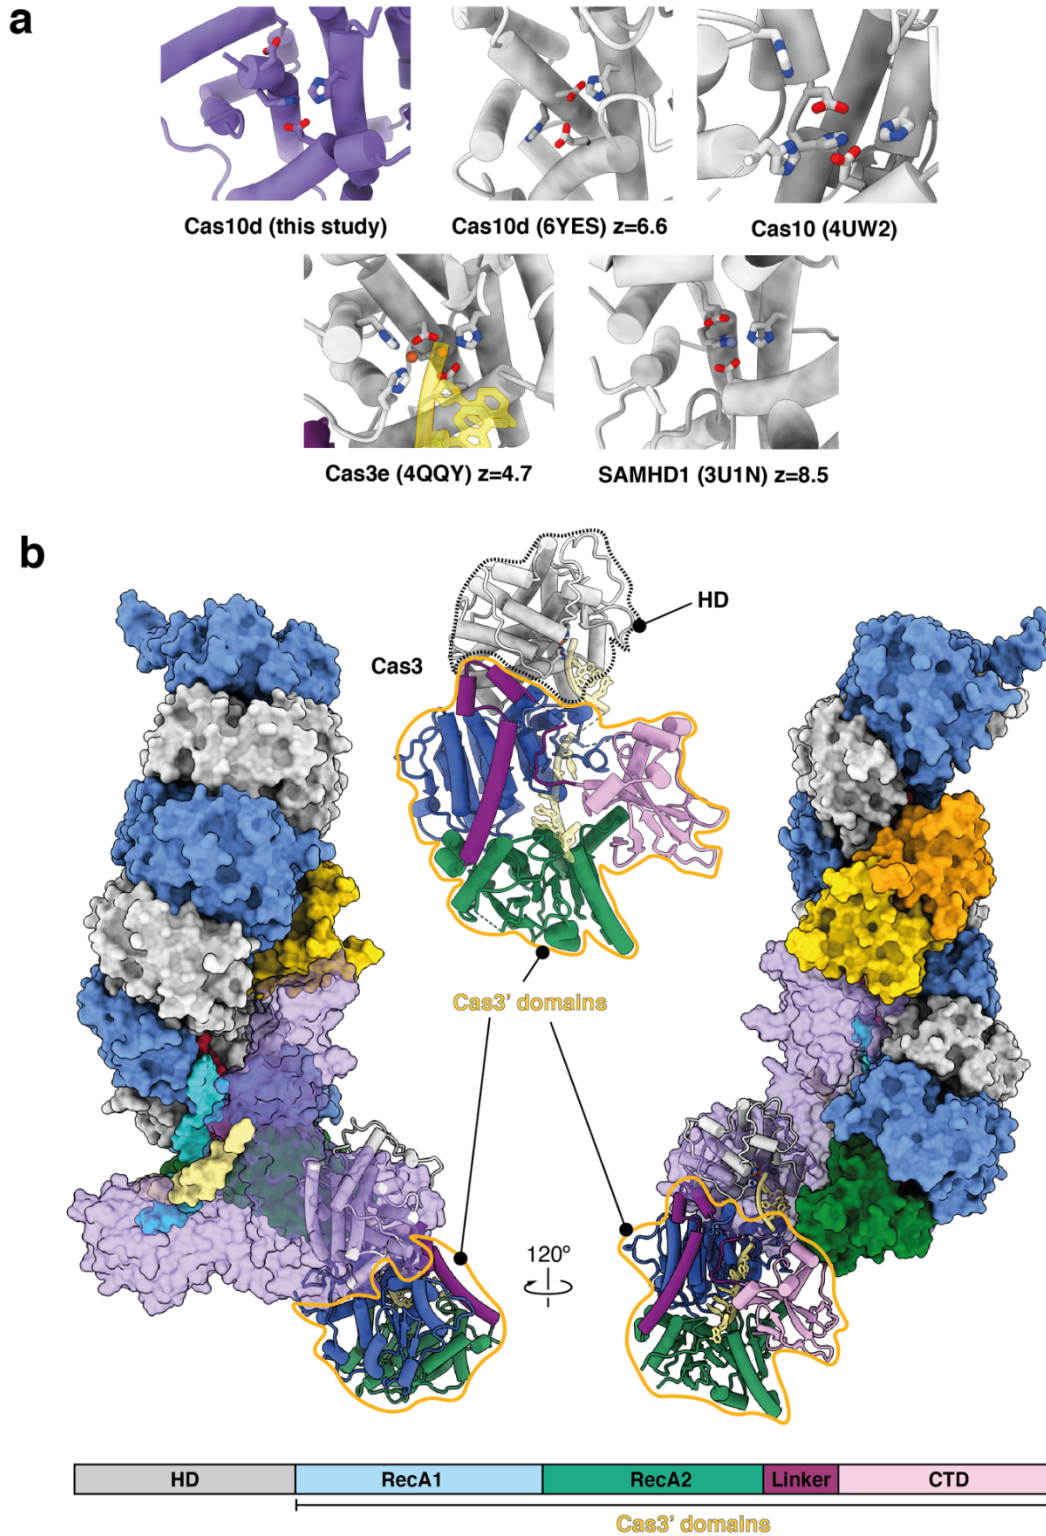 a
Cas10d (this study)
Cas10d (6YES) z=6.6
Cas10 (4UW2)
Cas3e (4QQY) z=4.7
SAMHD1 (3U1N) z=8.5
b
HD
Cas3
Cas3' domains
120º
HD RecA1 RecA2 Linker CTD
Cas3' domains